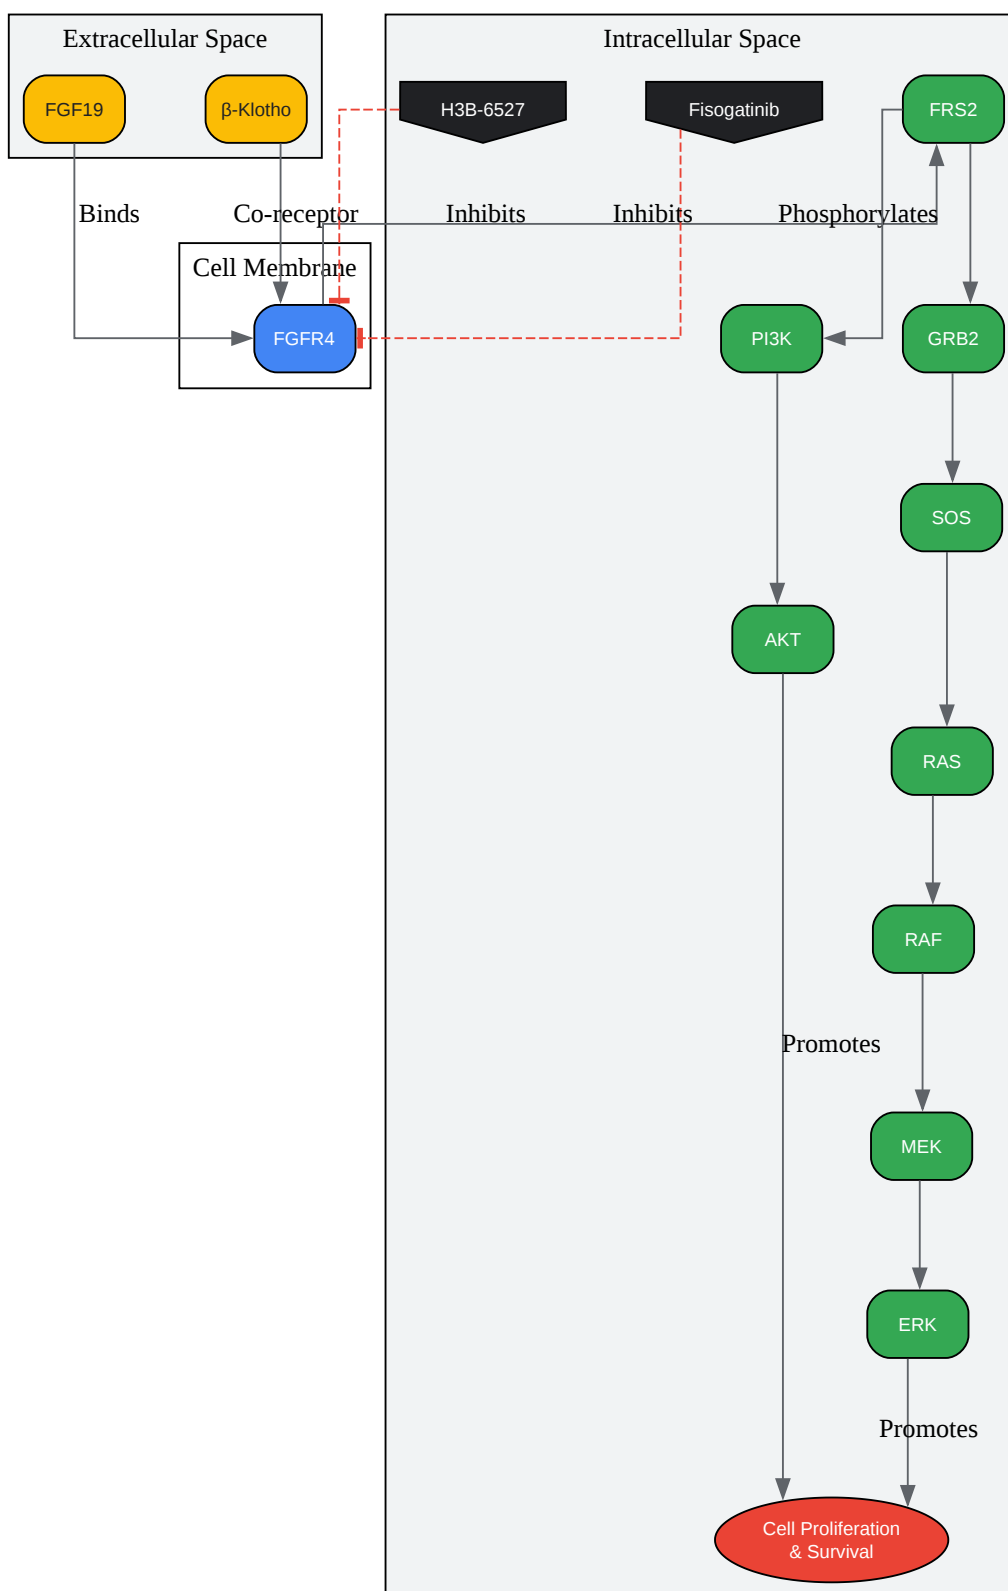 Extracellular Space
Intracellular Space
FGF19
β-Klotho
H3B-6527
Fisogatinib
FRS2
Binds
Co-receptor
Inhibits
Inhibits
Phosphorylates
Cell Membrane
FGFR4
PI3K
GRB2
SOS
AKT
RAS
RAF
Promotes
MEK
ERK
Promotes
Cell Proliferation
& Survival